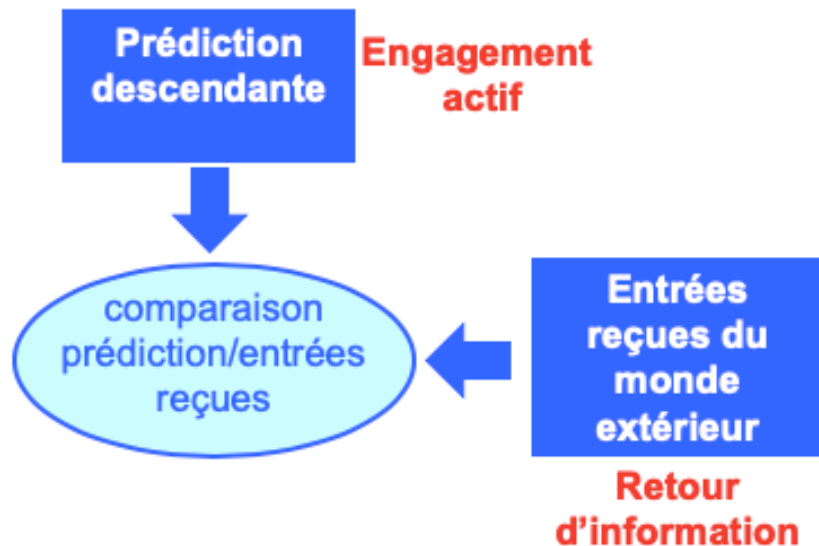 Prédiction
descendante
Engagement
actif
comparaison
prédiction/entrées
reçues
Entrées
reçues du
monde
extérieur
Retour
d’information